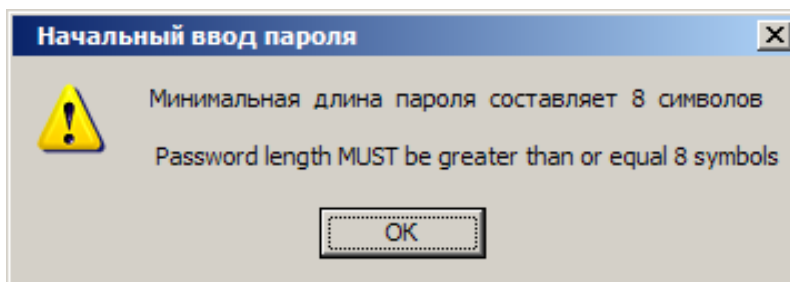 Начальный ввод пароля
Минимальная длина пароля составляет 8 символов
Password length MUST be greater than or equal 8 symbols
OK